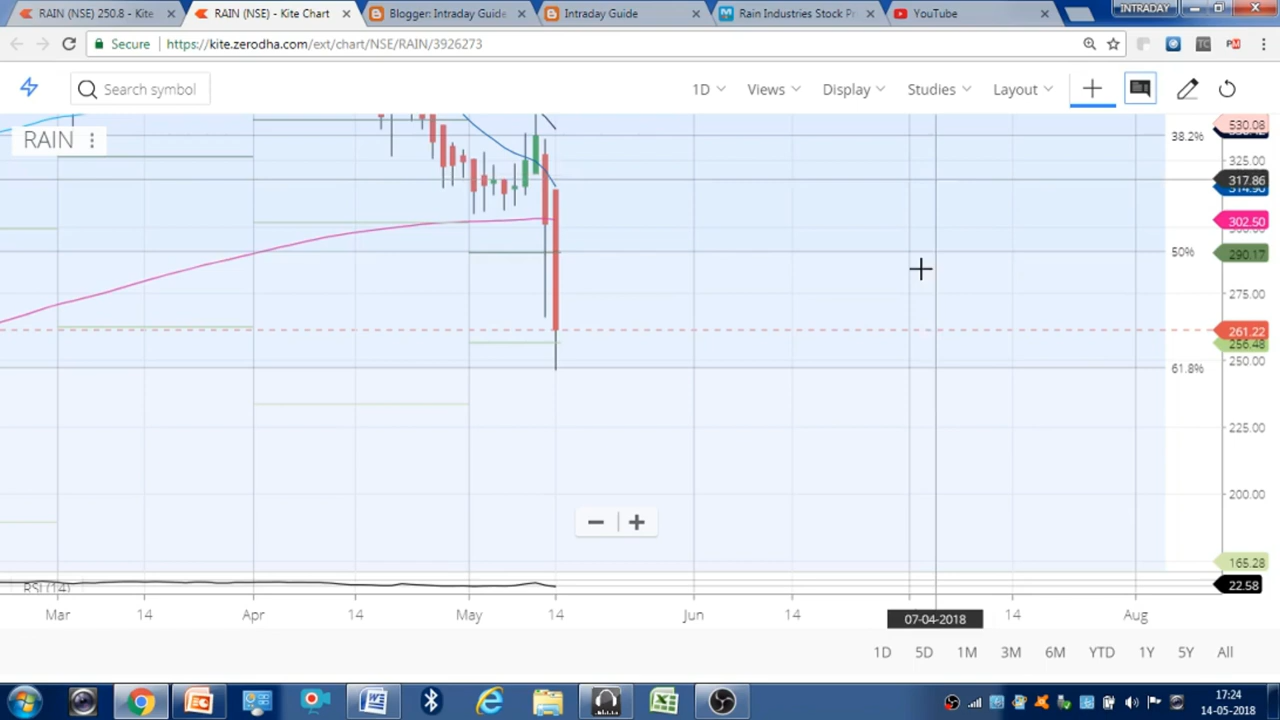 RAIN (NSE) 250.8 - Kite
RAIN (NSE) - Kite Chart
Blogger: Intraday Guide
Intraday Guide
Rain Industries Stock Pr
YouTube
INTRADAY
Secure
https://kite.zerodha.com/ext/chart/NSE/RAIN/3926273
TC
PM
Search symbol
1D
Views
Display
Studies
Layout
RAIN
38.2%
530.08
325.00
317.86
302.50
50%
290.17
275.00
261.22
256.48
250.00
61.8%
225.00
200.00
165.28
RSI (14)
22.58
Mar
14
Apr
14
May
14
Jun
14
07-04-2018
14
Aug
1D
5D
1M
3M
6M
YTD
1Y
5Y
All
17:24
14-05-2018